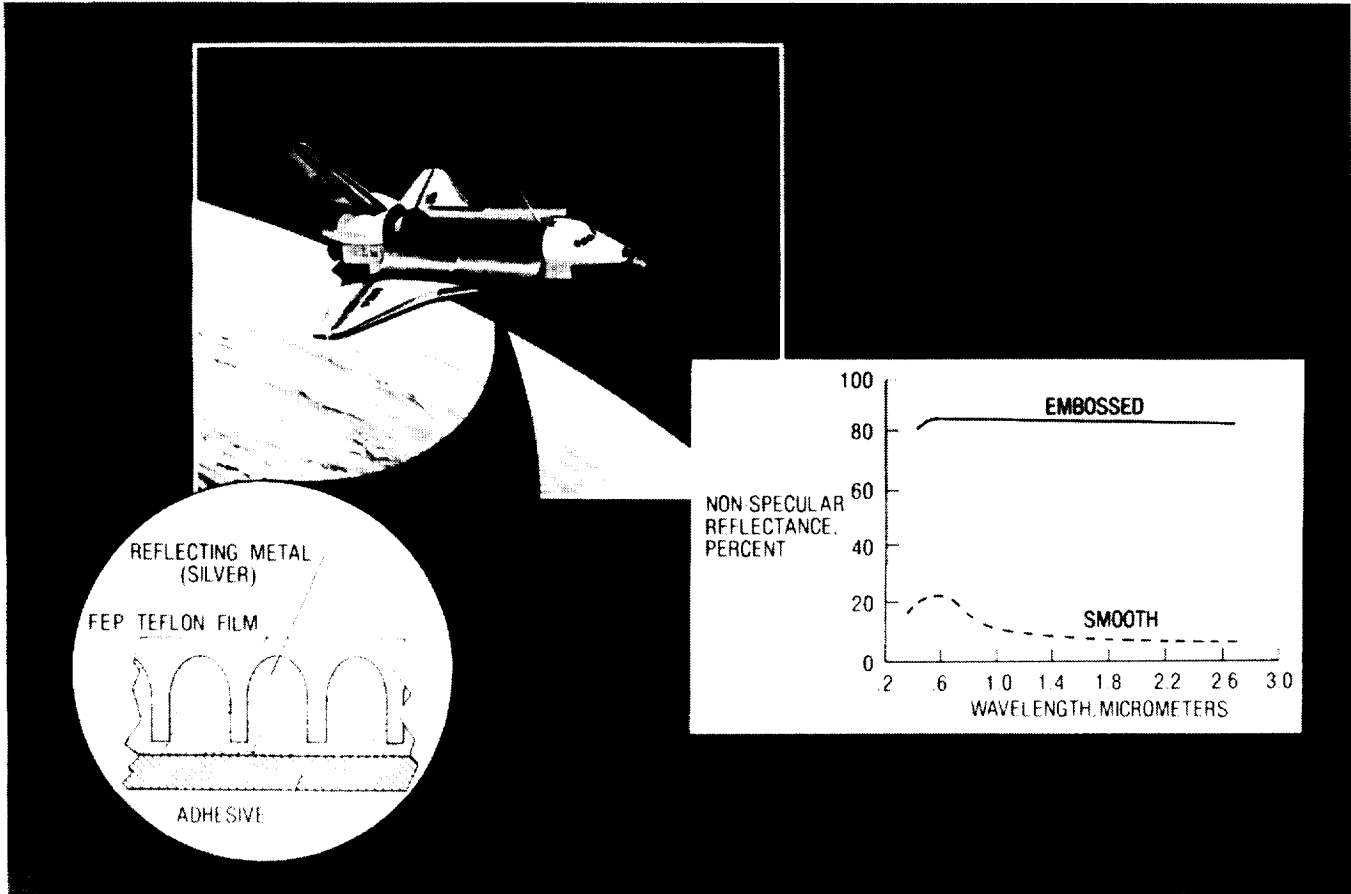 REFLECTING METAL
(SILVER)
FEP TEFLON FILM
ADHESIVE
100
80
60
40
20
0
NON SPECULAR
REFLECTANCE,
PERCENT
EMBOSSED
SMOOTH
.2 .6 1.0 1.4 1.8 2.2 2.6 3.0
WAVELENGTH, MICROMETERS